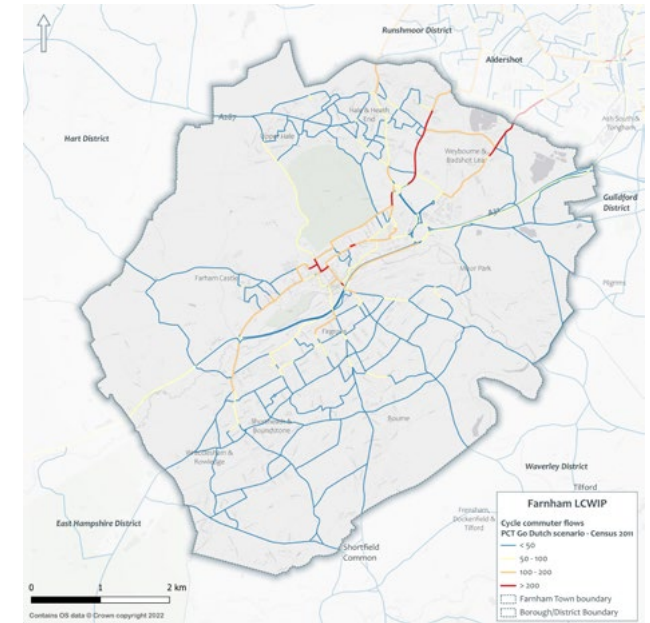 Runshmoor District
Aldershot
A287
Hale & Heath
End
Upper Hale
Hart District
Weybourne &
Badshot Lea
Ash South &
Tongham
Guildford
District
A31
Farham Castle
Moor Park
Pilgrims
Firgrove
Shortheath &
Boundstone
Bourne
Wrecclesham &
Rowledge
Waverley District
Tilford
Frensham,
Dockenfield &
Tilford
East Hampshire District
Shortfield
Common
Farnham LCWIP
Cycle commuter flows
PCT Go Dutch scenario - Census 2011
< 50
50 - 100
100 - 200
> 200
Farnham Town boundary
Borough/District Boundary
0 1 2 km
Contains OS data © Crown copyright 2022